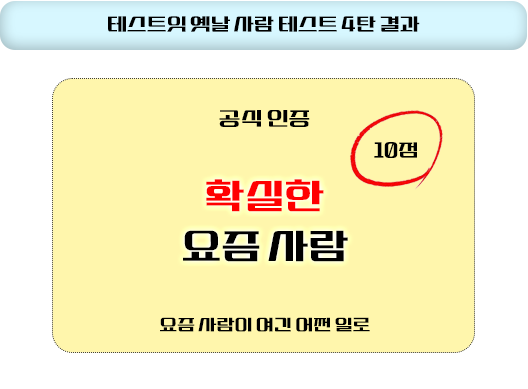 테스트익 옛날 사람 테스트 4탄 결과
공식 인증
10점
확실한
요즘 사람
요즘 사람이 여긴 어쩐 일로